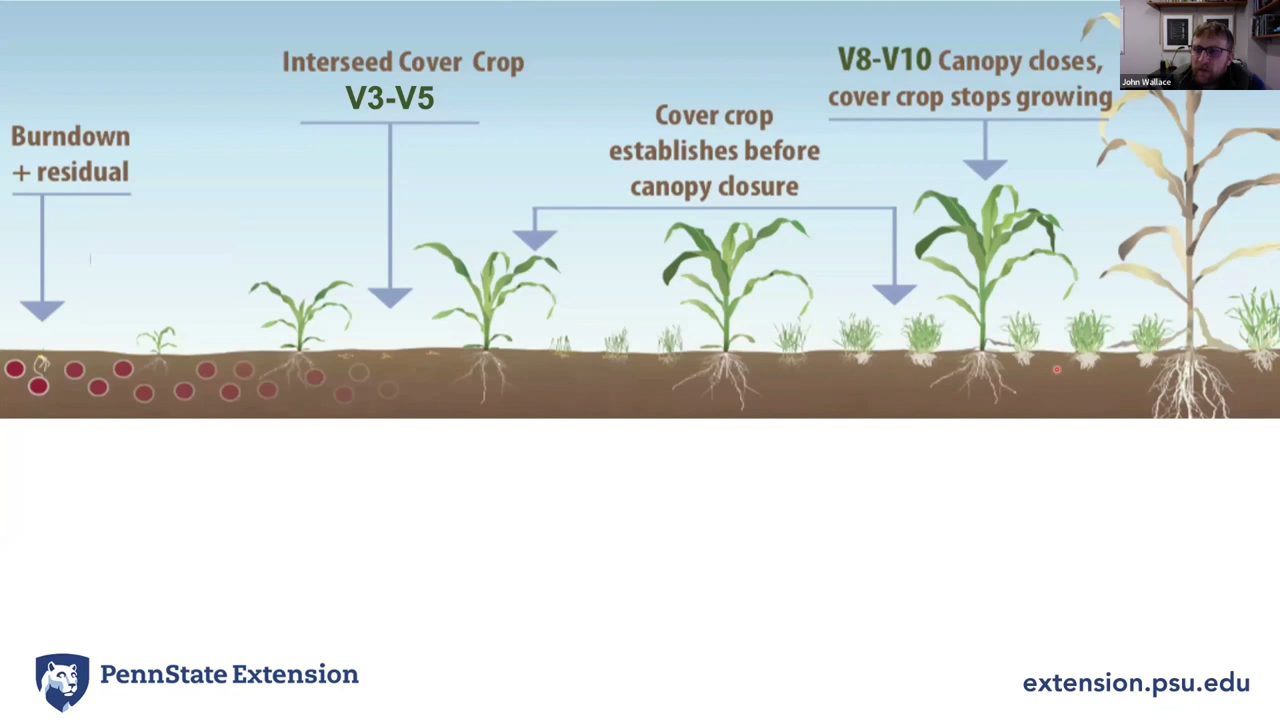 Burndown
+ residual
Interseed Cover Crop
V3-V5
Cover crop
establishes before
canopy closure
V8-V10 Canopy closes,
cover crop stops growing
John Wallace
PennState Extension
extension.psu.edu